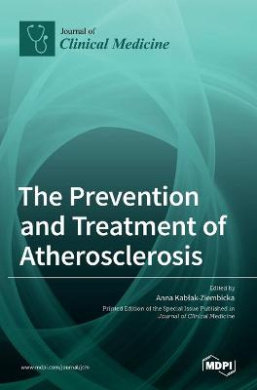 Journal of
Clinical Medicine
The Prevention
and Treatment of
Atherosclerosis
Edited by
Anna Kabłak-Ziembicka
Printed Edition of the Special Issue Published in
Journal of Clinical Medicine
www.mdpi.com/journal/jcm
MDPI